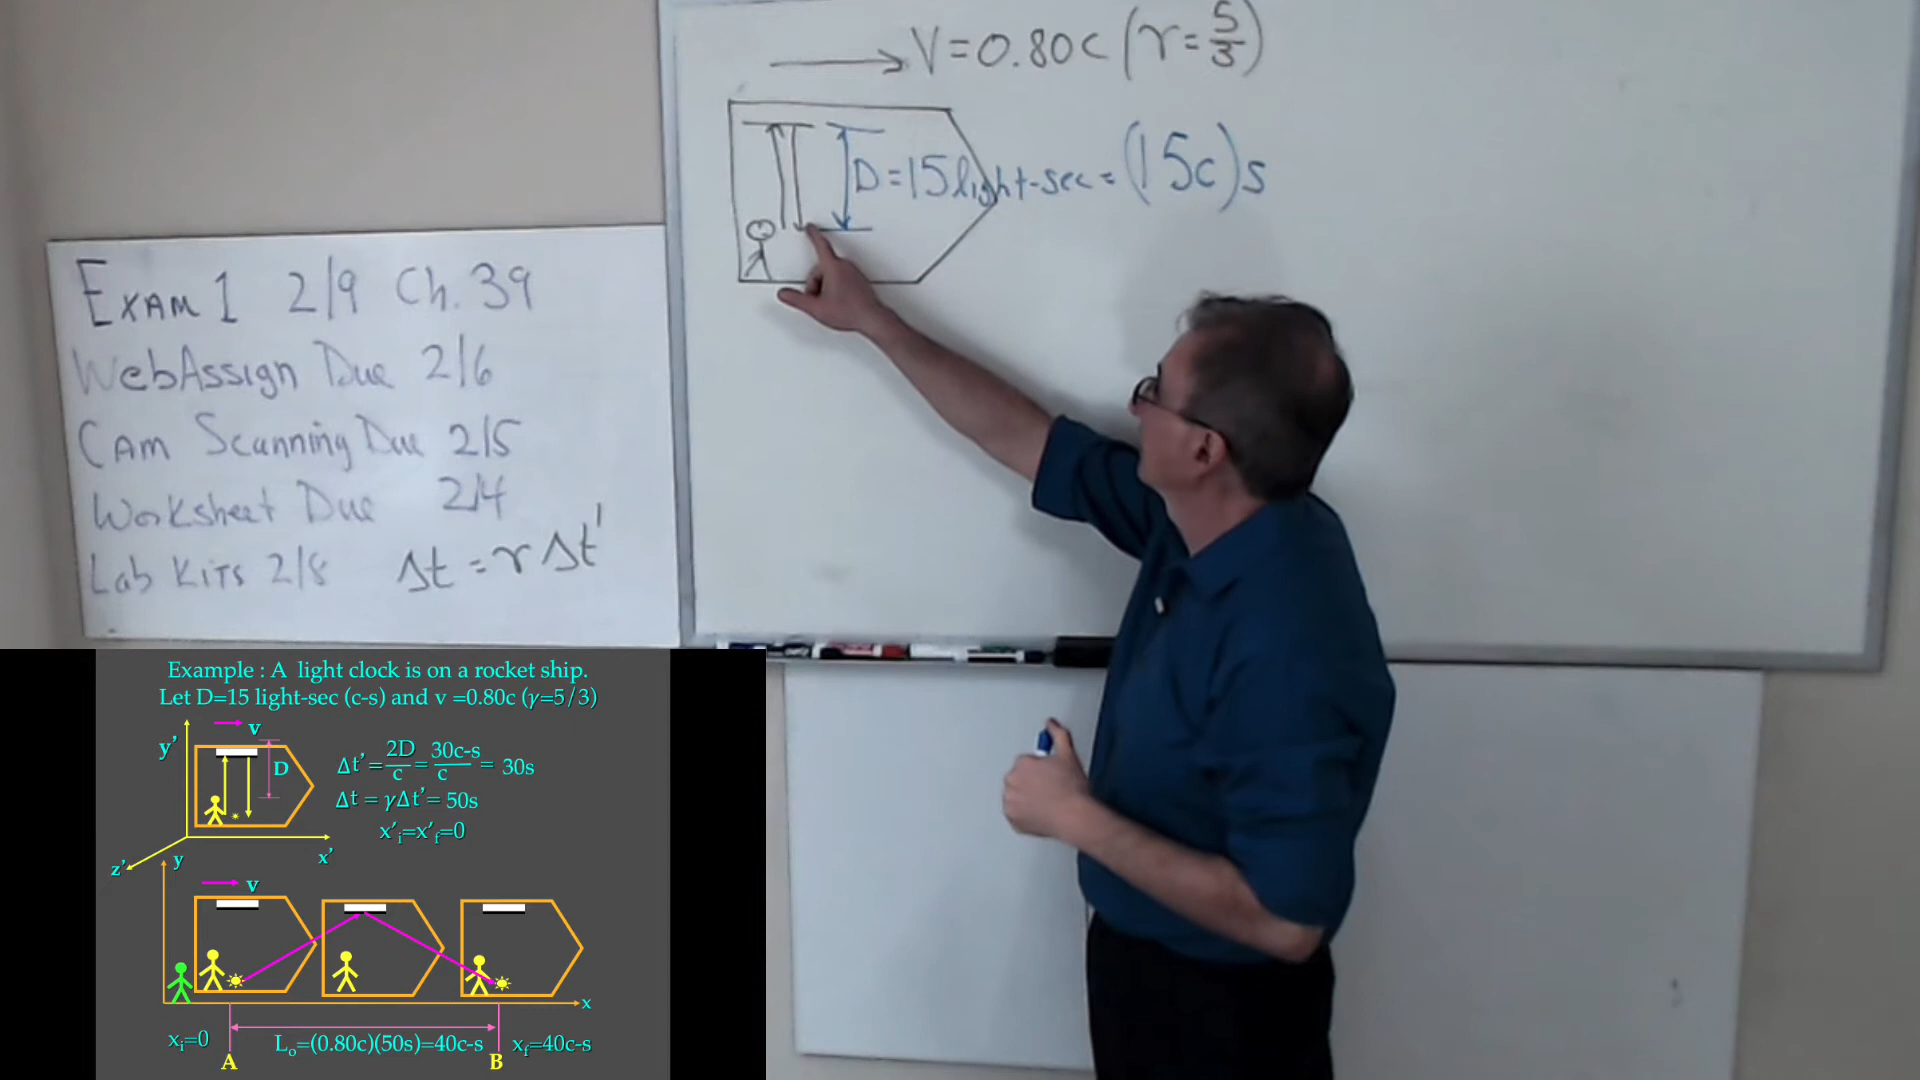 V=0.80c (γ=5/3)
D=15light-sec=(15c)s
Exam 1 2/9 Ch. 39
WebAssign Due 2/6
Cam Scanning Due 2/5
Worksheet Due 2/4
Lab Kits 2/8 Δt=γΔt'
Example : A light clock is on a rocket ship.
Let D=15 light-sec (c-s) and v =0.80c (γ=5/3)
v
y'
D
Δt'=2D/c=30c-s/c= 30s
Δt = γΔt'= 50s
x'i=x'f=0
x'
z'
y
v
x
xi=0
Lo=(0.80c)(50s)=40c-s
xf=40c-s
A
B